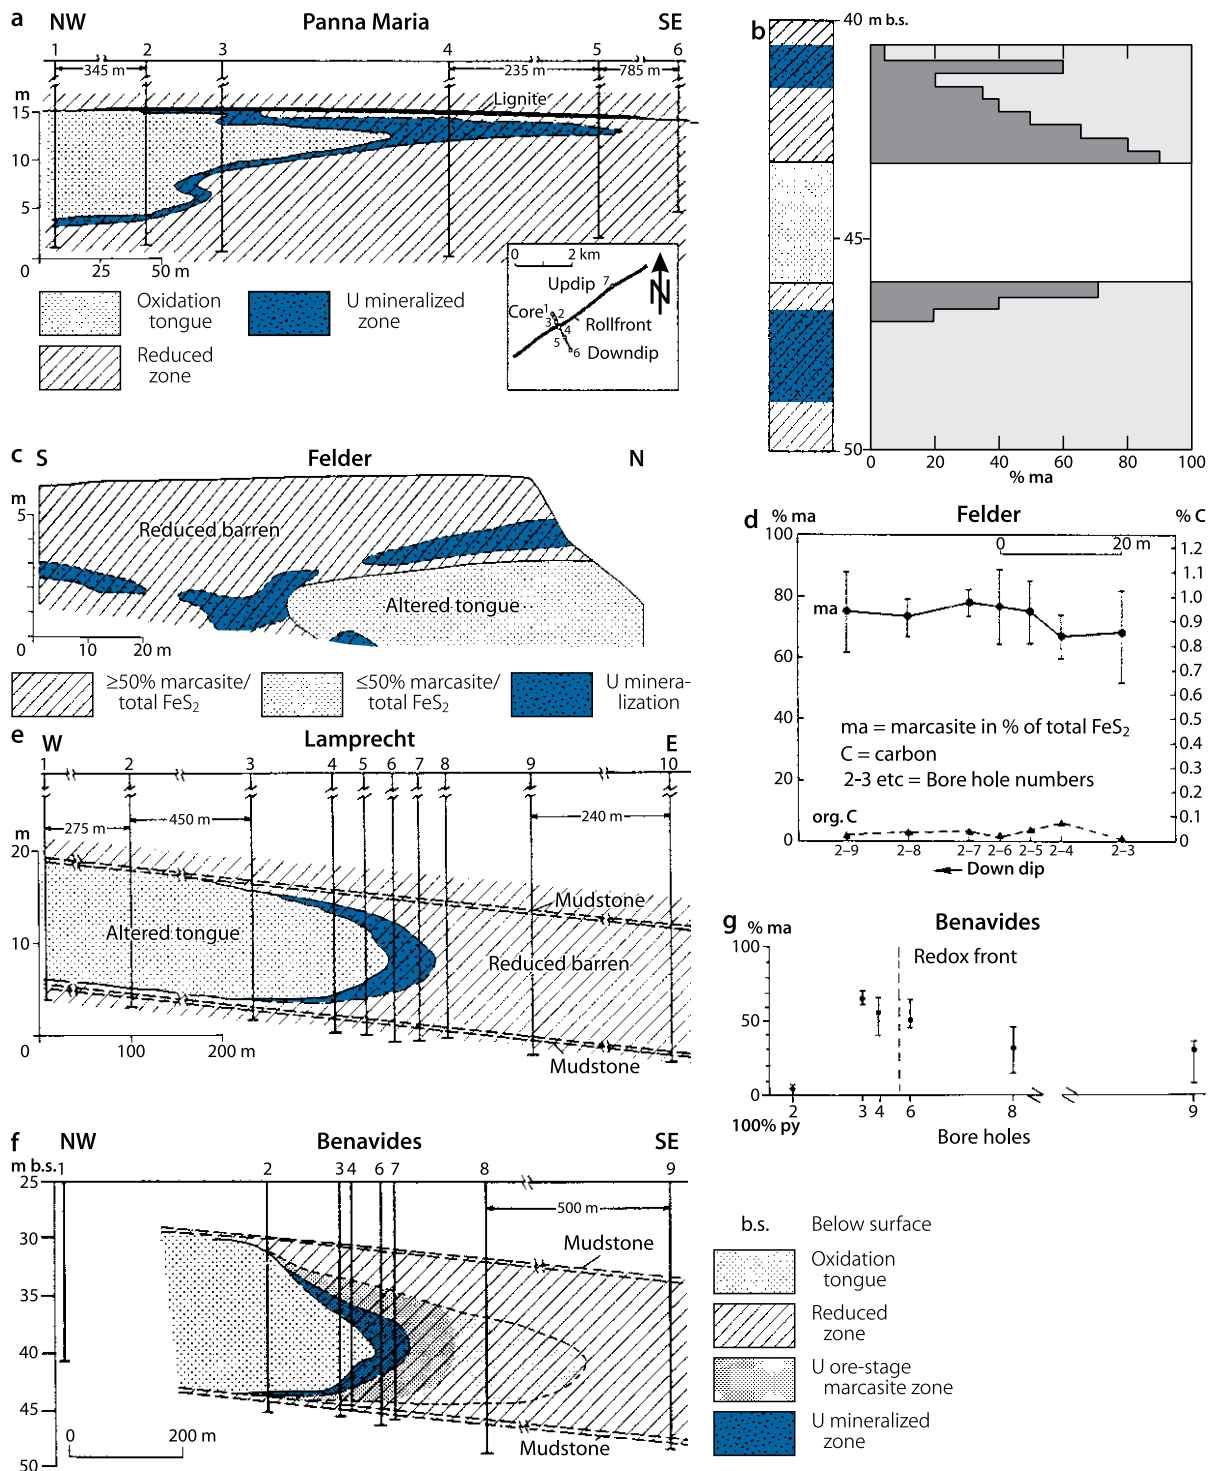 a
NW
Panna Maria
SE
1
2
3
4
5
6
345 m
235 m
785 m
Lignite
m
15
10
5
0
25
50 m
Oxidation
tongue
U mineralized
zone
Reduced
zone
0
2 km
Updip
7
N
Core
1
2
3
4
5
6
Rollfront
Downdip
b
40 m b.s.
45
50
0
20
40
60
80
100
% ma
c
S
Felder
N
m
5
Reduced barren
Altered tongue
0
10
20 m
≥50% marcasite/
total FeS₂
≤50% marcasite/
total FeS₂
U minera-
lization
d
% ma
Felder
% C
100
80
60
40
20
0
0
20 m
1.2
1.1
1.0
0.9
0.8
0.7
0.6
0.5
0.4
0.3
0.2
0.1
0
ma
ma = marcasite in % of total FeS₂
C = carbon
2-3 etc = Bore hole numbers
org. C
2–9
2–8
2–7
2–6
2–5
2–4
2–3
Down dip
e
W
Lamprecht
E
1
2
3
4
5
6
7
8
9
10
275 m
450 m
240 m
m
20
10
0
100
200 m
Mudstone
Altered tongue
Reduced barren
Mudstone
g
% ma
Benavides
Redox front
100
50
0
100% py
2
3
4
6
8
9
Bore holes
f
NW
Benavides
SE
m b.s.
1
2
3 4
6 7
8
9
25
30
35
40
45
50
500 m
Mudstone
Mudstone
0
200 m
b.s.
Below surface
Oxidation
tongue
Reduced
zone
U ore-stage
marcasite zone
U mineralized
zone